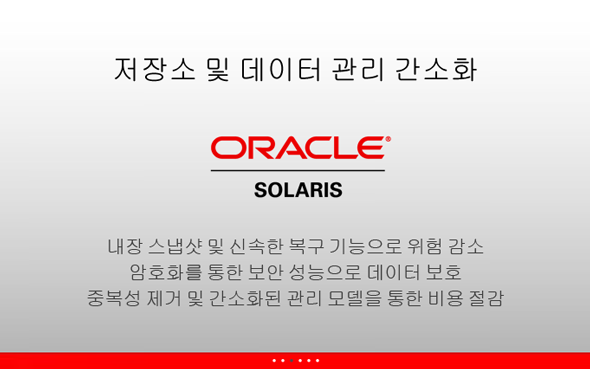 저장소 및 데이터 관리 간소화
ORACLE®
SOLARIS
내장 스냅샷 및 신속한 복구 기능으로 위험 감소
암호화를 통한 보안 성능으로 데이터 보호
중복성 제거 및 간소화된 관리 모델을 통한 비용 절감